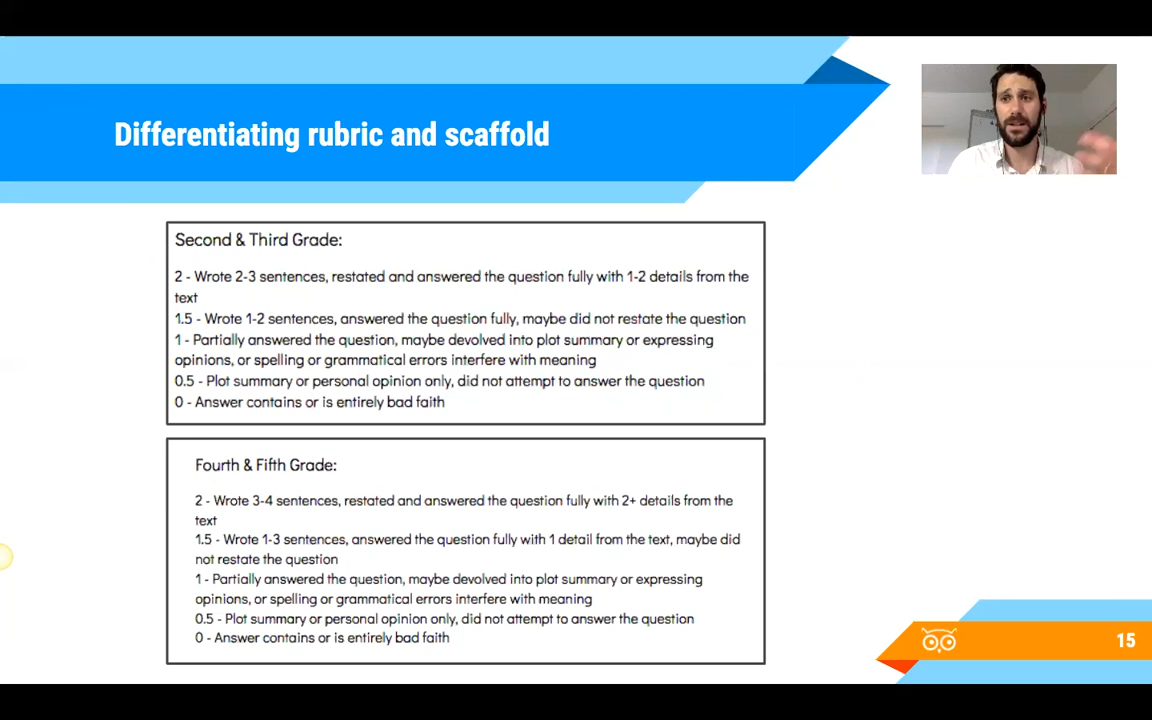 Differentiating rubric and scaffold
Second & Third Grade:
2 - Wrote 2-3 sentences, restated and answered the question fully with 1-2 details from the
text
1.5 - Wrote 1-2 sentences, answered the question fully, maybe did not restate the question
1 - Partially answered the question, maybe devolved into plot summary or expressing
opinions, or spelling or grammatical errors interfere with meaning
0.5 - Plot summary or personal opinion only, did not attempt to answer the question
0 - Answer contains or is entirely bad faith
Fourth & Fifth Grade:
2 - Wrote 3-4 sentences, restated and answered the question fully with 2+ details from the
text
1.5 - Wrote 1-3 sentences, answered the question fully with 1 detail from the text, maybe did
not restate the question
1 - Partially answered the question, maybe devolved into plot summary or expressing
opinions, or spelling or grammatical errors interfere with meaning
0.5 - Plot summary or personal opinion only, did not attempt to answer the question
0 - Answer contains or is entirely bad faith
15